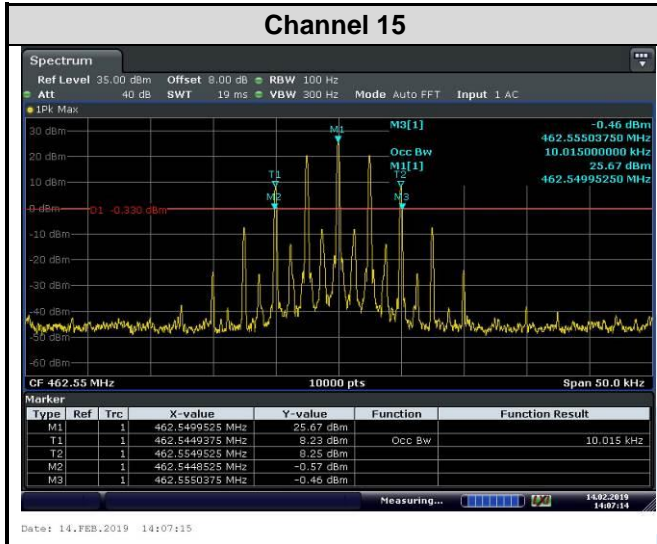 Channel 15
Spectrum
Ref Level 35.00 dBm Offset 8.00 dB RBW 100 Hz
Att 40 dB SWT 19 ms VBW 300 Hz Mode Auto FFT Input 1 AC
1Pk Max
M3[1] -0.46 dBm
462.55503750 MHz
Occ Bw 10.015000000 kHz
M1[1] 25.67 dBm
462.54995250 MHz
30 dBm
20 dBm
10 dBm
0 dBm
D1 -0.330 dBm
-10 dBm
-20 dBm
-30 dBm
-40 dBm
-50 dBm
-60 dBm
M1
T1
T2
M2
M3
CF 462.55 MHz 10000 pts Span 50.0 kHz
Marker
Type Ref Trc X-value Y-value Function Function Result
M1 1 462.5499525 MHz 25.67 dBm
T1 1 462.5449375 MHz 8.23 dBm Occ Bw 10.015 kHz
T2 1 462.5549525 MHz 8.25 dBm
M2 1 462.5448525 MHz -0.57 dBm
M3 1 462.5550375 MHz -0.46 dBm
Measuring... 14.02.2019
14:07:14
Date: 14.FEB.2019 14:07:15